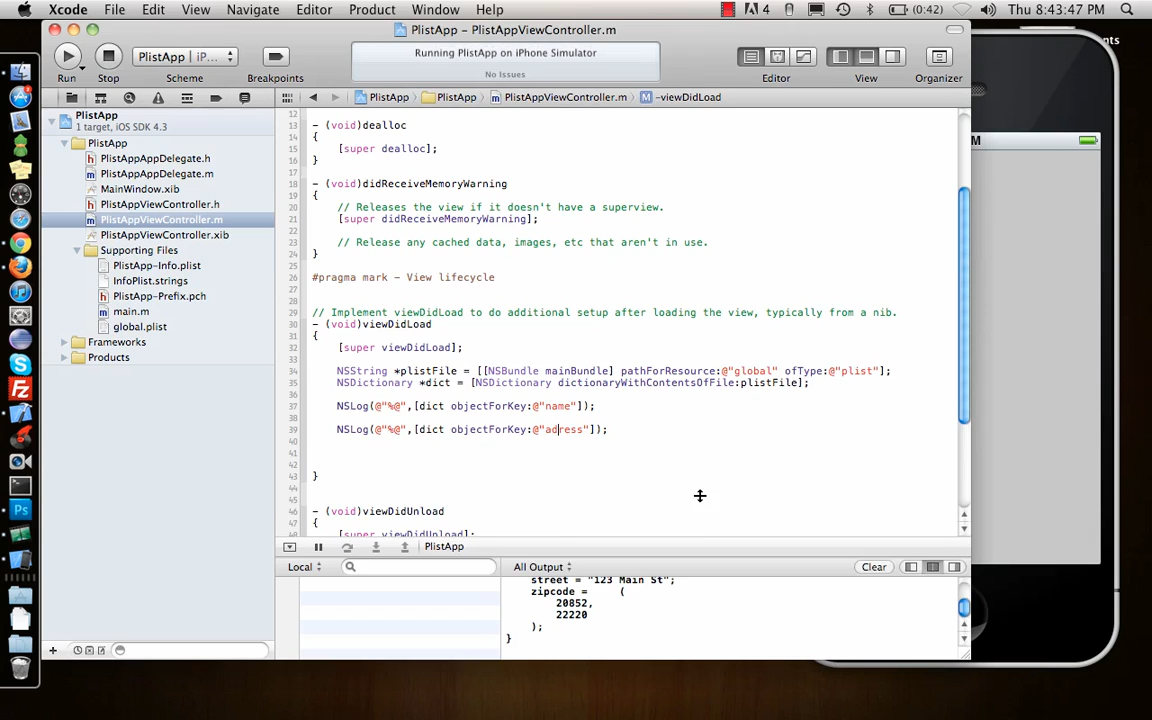 Xcode File Edit View Navigate Editor Product Window Help 4 (0:42) Thu 8:43:47 PM
PlistApp – PlistAppViewController.m
PlistApp | iP...
Running PlistApp on iPhone Simulator
No Issues
Run Stop Scheme Breakpoints Editor View Organizer
PlistApp PlistApp PlistAppViewController.m -viewDidLoad
PlistApp
1 target, iOS SDK 4.3
PlistApp
PlistAppAppDelegate.h
PlistAppAppDelegate.m
MainWindow.xib
PlistAppViewController.h
PlistAppViewController.m
PlistAppViewController.xib
Supporting Files
PlistApp-Info.plist
InfoPlist.strings
PlistApp-Prefix.pch
main.m
global.plist
Frameworks
Products
12
13 - (void)dealloc
14 {
15 [super dealloc];
16 }
17
18 - (void)didReceiveMemoryWarning
19 {
20 // Releases the view if it doesn't have a superview.
21 [super didReceiveMemoryWarning];
22
23 // Release any cached data, images, etc that aren't in use.
24 }
25
26 #pragma mark - View lifecycle
27
28
29 // Implement viewDidLoad to do additional setup after loading the view, typically from a nib.
30 - (void)viewDidLoad
31 {
32 [super viewDidLoad];
33
34 NSString *plistFile = [[NSBundle mainBundle] pathForResource:@"global" ofType:@"plist"];
35 NSDictionary *dict = [NSDictionary dictionaryWithContentsOfFile:plistFile];
36
37 NSLog(@"%@",[dict objectForKey:@"name"]);
38
39 NSLog(@"%@",[dict objectForKey:@"adress"]);
40
41
42
43 }
44
45
46 - (void)viewDidUnload
47 {
48 [super viewDidUnload];
PlistApp
Local All Output Clear
street = "123 Main St";
zipcode = (
20852,
22220
);
}
M